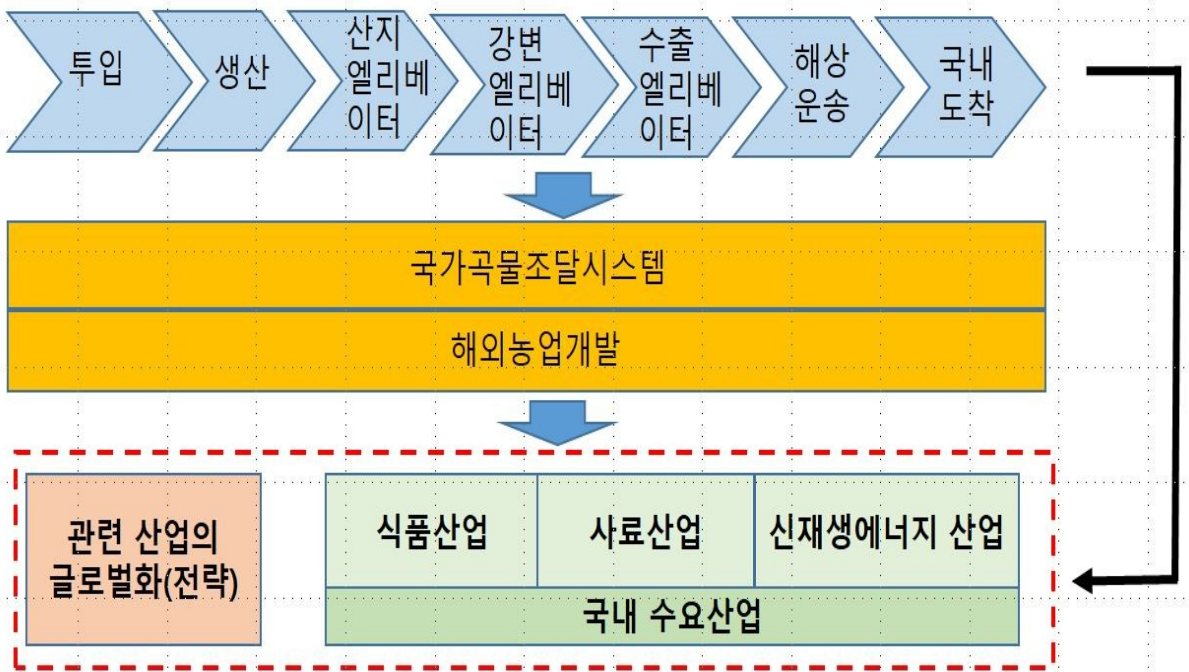 투입
생산
산지
엘리베
이터
강변
엘리베
이터
수출
엘리베
이터
해상
운송
국내
도착
국가곡물조달시스템
해외농업개발
관련 산업의
글로벌화(전략)
식품산업
사료산업
신재생에너지 산업
국내 수요산업